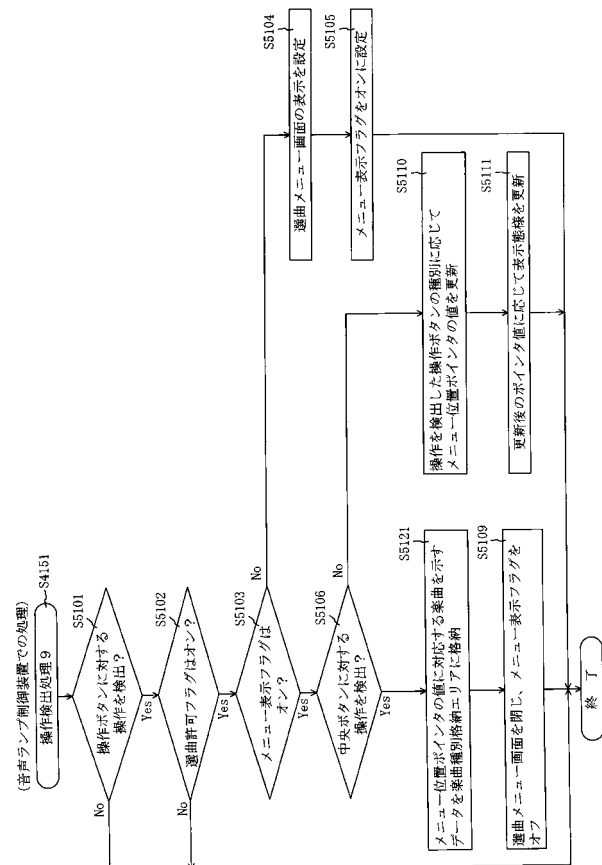 (音声ランプ制御装置での処理)
操作検出処理9
S4151
S5101
操作ボタンに対する
操作を検出?
No
Yes
S5102
選曲許可フラグはオン?
No
Yes
S5103
メニュー表示フラグは
オン?
No
Yes
S5104
選曲メニュー画面の表示を設定
S5105
メニュー表示フラグをオンに設定
S5106
中央ボタンに対する
操作を検出?
No
Yes
S5110
操作を検出した操作ボタンの種別に応じて
メニュー位置ポインタの値を更新
S5111
更新後のポインタ値に応じて表示態様を更新
S5121
メニュー位置ポインタの値に対応する楽曲を示す
データを楽曲種別格納エリアに格納
S5109
選曲メニュー画面を閉じ、メニュー表示フラグを
オフ
終了